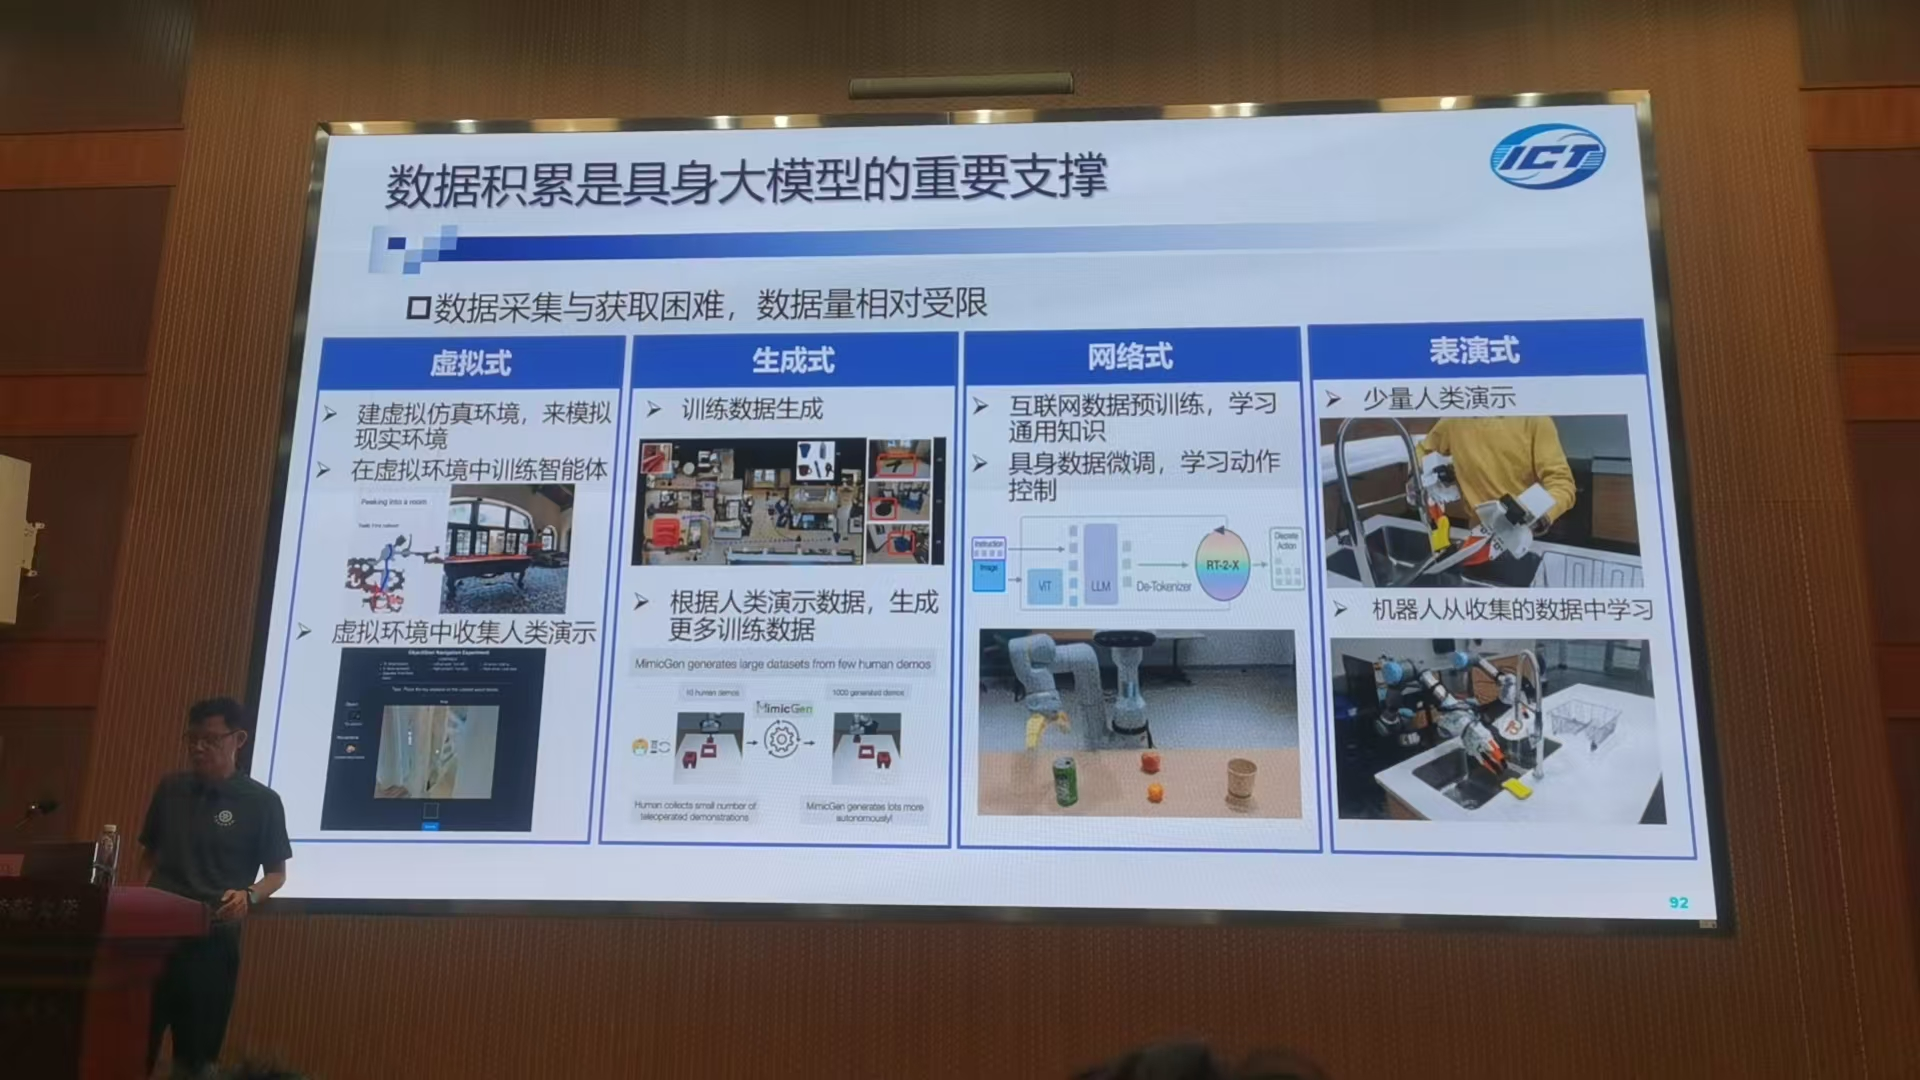 数据积累是具身大模型的重要支撑
ICT
数据采集与获取困难，数据量相对受限
虚拟式
建虚拟仿真环境，来模拟
现实环境
在虚拟环境中训练智能体
Peeking into a room
虚拟环境中收集人类演示
ObjectGoal Navigation Experiment
生成式
训练数据生成
根据人类演示数据，生成
更多训练数据
MimicGen generates large datasets from few human demos
10 human demos
1000 generated demos
MimicGen
Human collects small number of
teleoperated demonstrations
MimicGen generates lots more
autonomously!
网络式
互联网数据预训练，学习
通用知识
具身数据微调，学习动作
控制
Instruction
Image
ViT
LLM
De-Tokenizer
RT-2-X
Discrete
Action
表演式
少量人类演示
机器人从收集的数据中学习
92